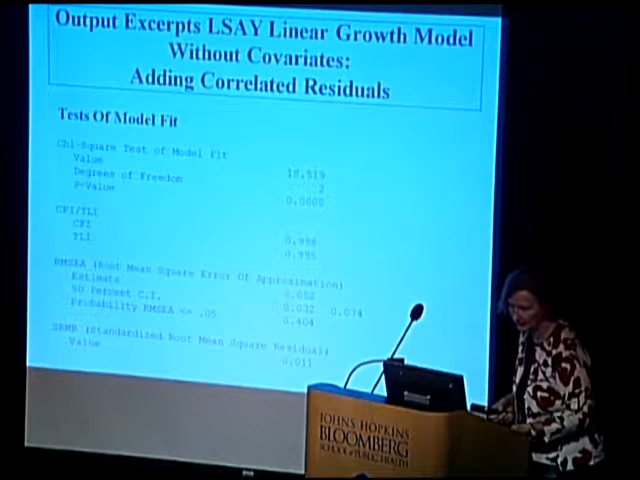 Output Excerpts LSAY Linear Growth Model
Without Covariates:
Adding Correlated Residuals
Tests Of Model Fit
Chi-Square Test of Model Fit
Value 18.519
Degrees of Freedom 2
P-Value 0.0000
CFI/TLI
CFI 0.998
TLI 0.995
RMSEA (Root Mean Square Error Of Approximation)
Estimate 0.052
90 Percent C.I. 0.032 0.074
Probability RMSEA <= .05 0.404
SRMR (Standardized Root Mean Square Residual)
Value 0.011
JOHNS HOPKINS
BLOOMBERG
SCHOOL of PUBLIC HEALTH